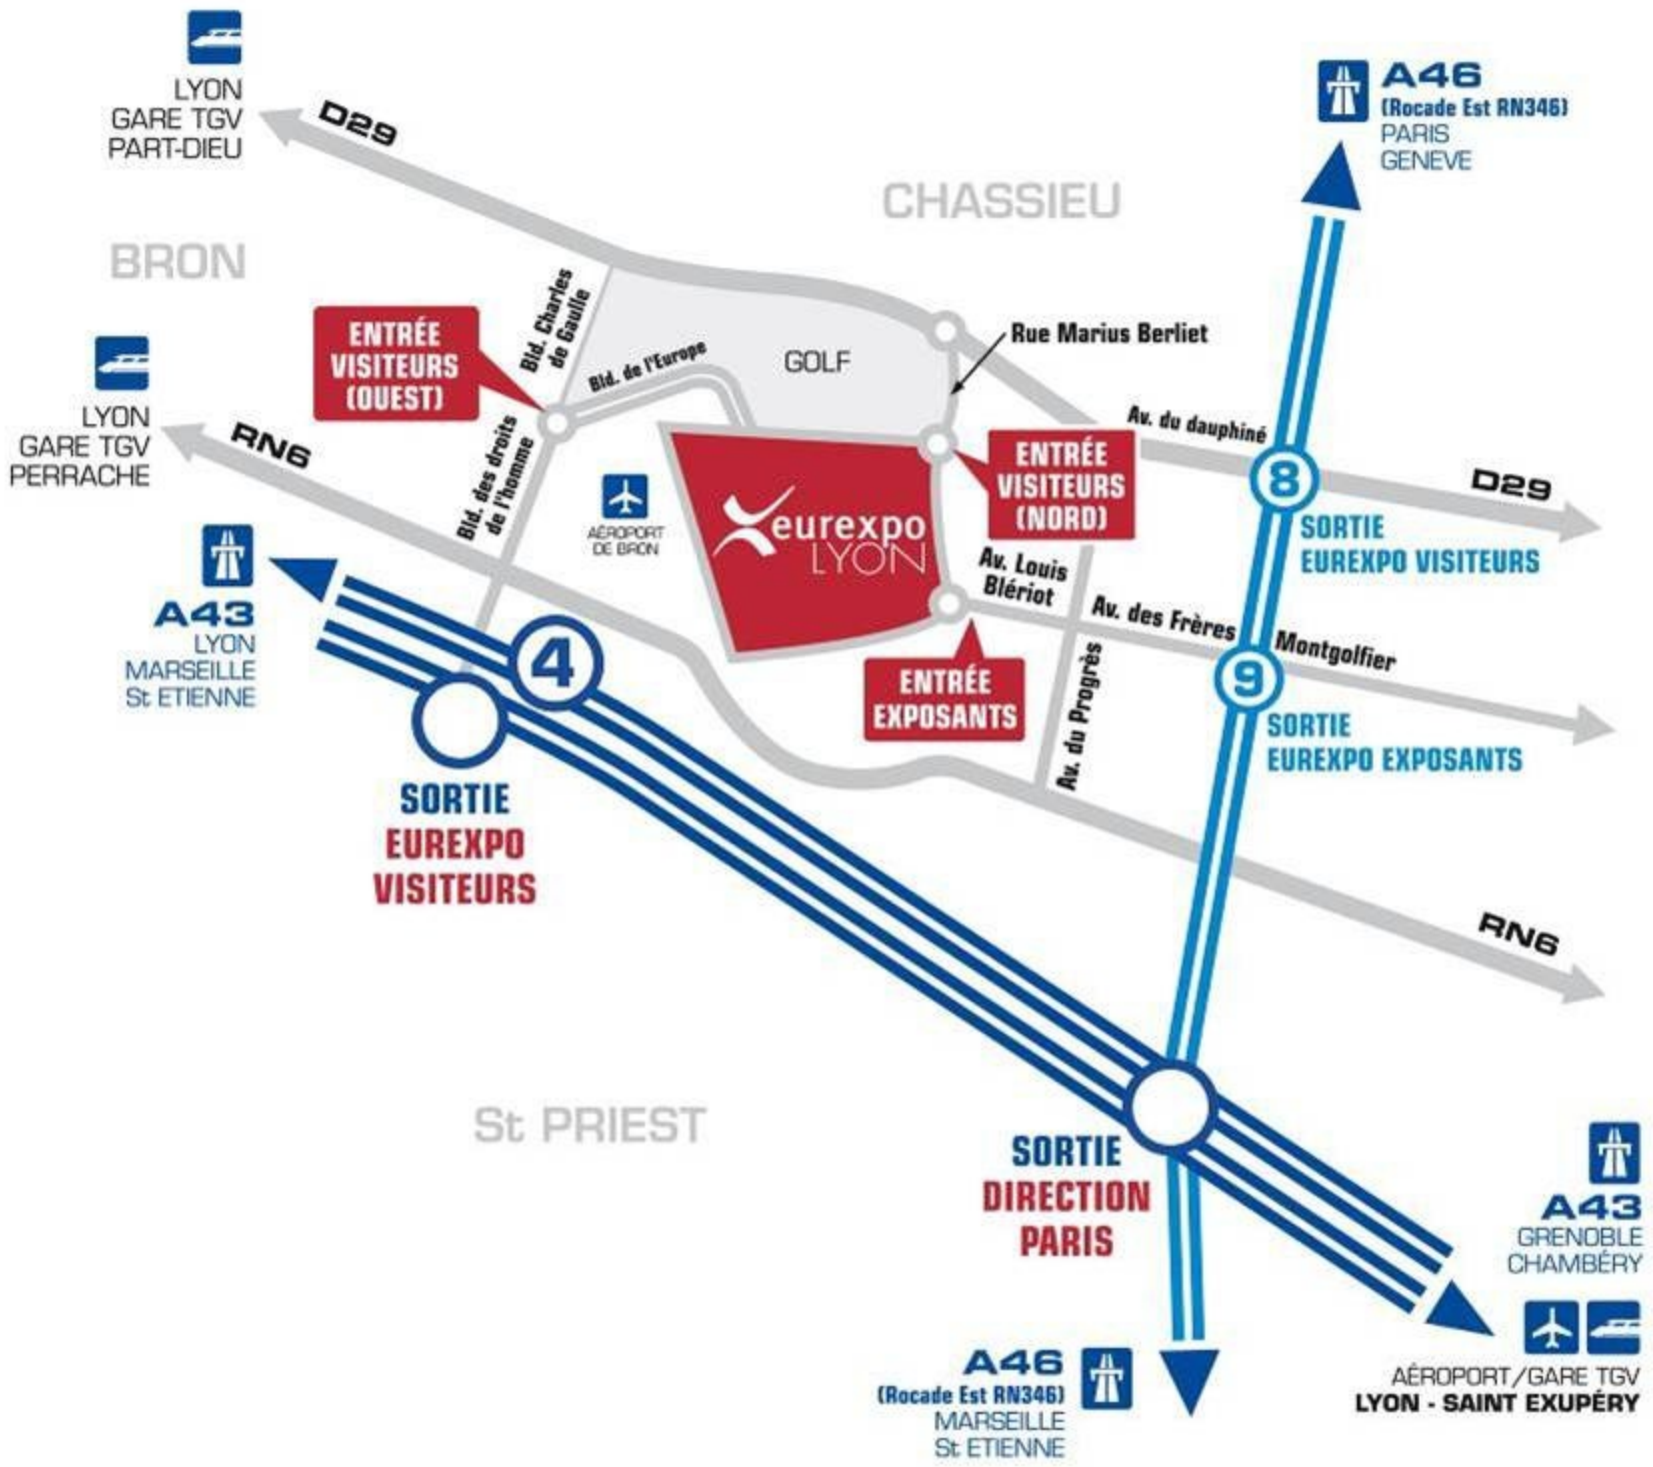 LYON
GARE TGV
PART-DIEU
D29
A46
(Rocade Est RN346)
PARIS
GENEVE
CHASSIEU
BRON
Bld. Charles
de Gaulle
ENTRÉE
VISITEURS
(OUEST)
Bld. de l'Europe
GOLF
Rue Marius Berliet
LYON
GARE TGV
PERRACHE
RN6
Bld. des droits
de l'homme
Av. du dauphiné
8
D29
ENTRÉE
VISITEURS
(NORD)
SORTIE
EUREXPO VISITEURS
AÉROPORT
DE BRON
eurexpo
LYON
Av. Louis
Blériot
Av. des Frères
Montgolfier
A43
LYON
MARSEILLE
St ETIENNE
4
ENTRÉE
EXPOSANTS
Av. du Progrès
9
SORTIE
EUREXPO EXPOSANTS
SORTIE
EUREXPO
VISITEURS
RN6
St PRIEST
SORTIE
DIRECTION
PARIS
A43
GRENOBLE
CHAMBÉRY
AÉROPORT/GARE TGV
LYON - SAINT EXUPÉRY
A46
(Rocade Est RN346)
MARSEILLE
St ETIENNE